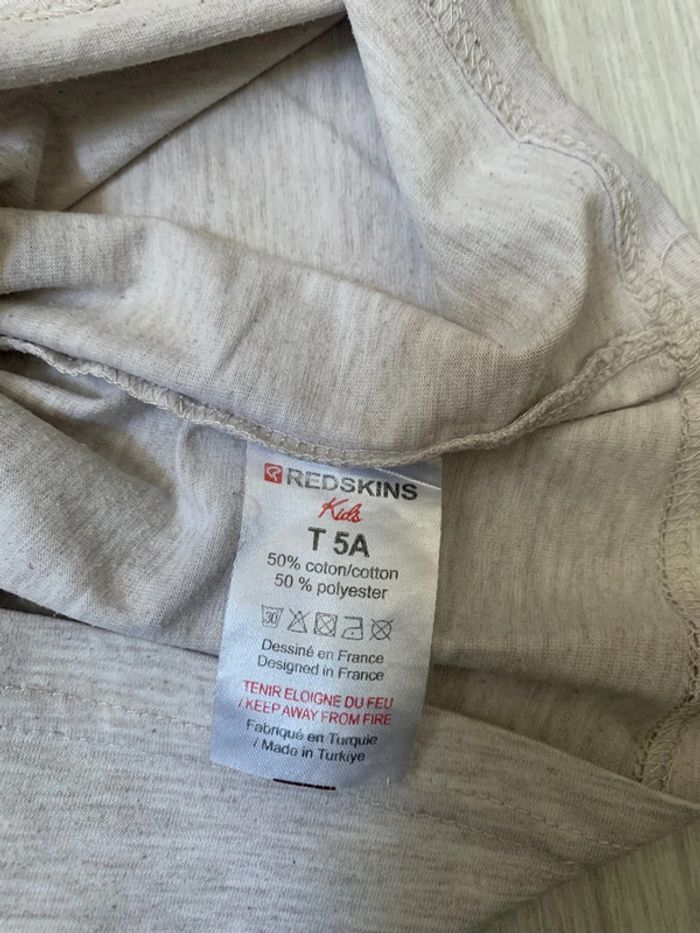 REDSKINS
Kids
T 5A
50% coton/cotton
50 % polyester
30
Dessiné en France
Designed in France
TENIR ELOIGNE DU FEU
/ KEEP AWAY FROM FIRE
Fabriqué en Turquie
/ Made in Turkiye